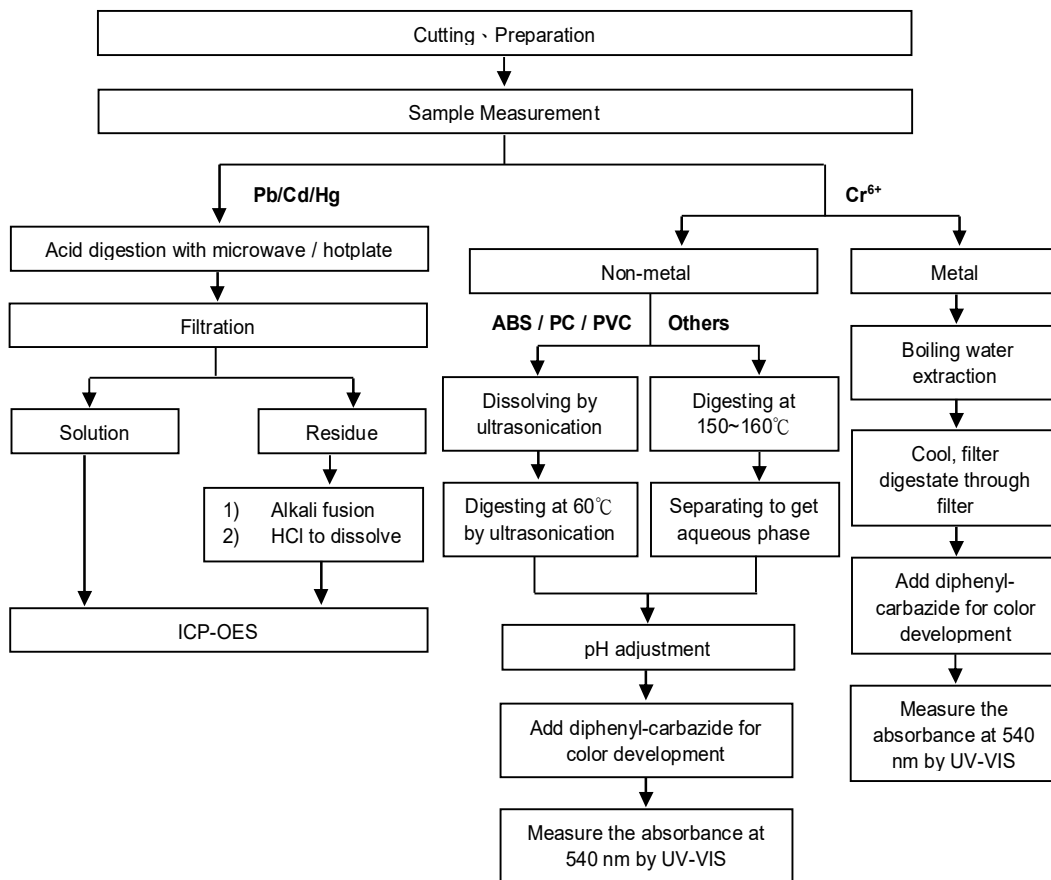 Cutting、Preparation
Sample Measurement
Pb/Cd/Hg
Cr⁶⁺
Acid digestion with microwave / hotplate
Non-metal
Metal
Filtration
ABS / PC / PVC
Others
Boiling water
extraction
Solution
Residue
Dissolving by
ultrasonication
Digesting at
150~160℃
Cool, filter
digestate through
filter
1) Alkali fusion
2) HCl to dissolve
Digesting at 60℃
by ultrasonication
Separating to get
aqueous phase
Add diphenyl-
carbazide for color
development
ICP-OES
pH adjustment
Measure the
absorbance at 540
nm by UV-VIS
Add diphenyl-carbazide for
color development
Measure the absorbance at
540 nm by UV-VIS